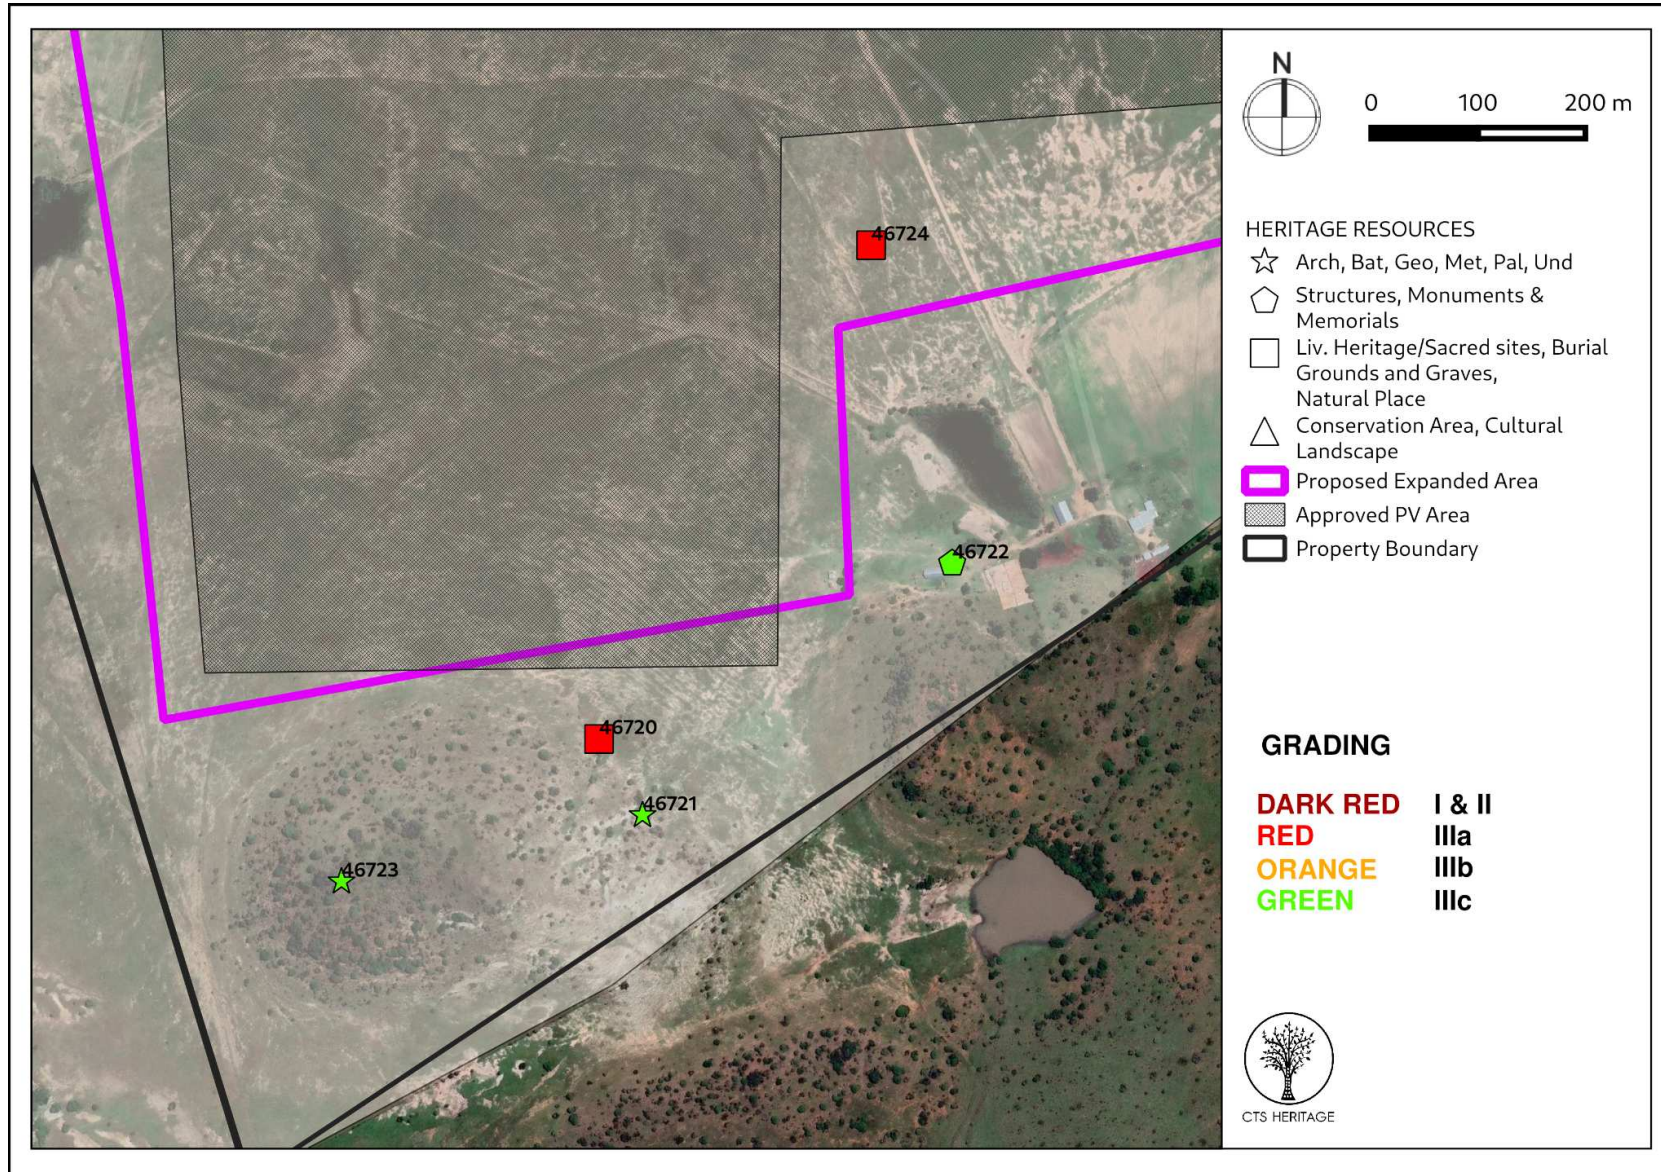 N
0 100 200 m
46724
HERITAGE RESOURCES
Arch, Bat, Geo, Met, Pal, Und
Structures, Monuments &
Memorials
Liv. Heritage/Sacred sites, Burial
Grounds and Graves,
Natural Place
Conservation Area, Cultural
Landscape
Proposed Expanded Area
Approved PV Area
Property Boundary
46722
46720
46721
46723
GRADING
DARK RED I & II
RED IIIa
ORANGE IIIb
GREEN IIIc
CTS HERITAGE